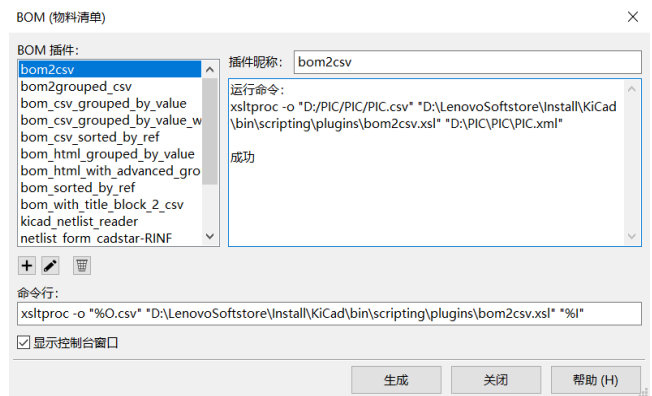 BOM (物料清单)
BOM 插件:
bom2csv
bom2grouped_csv
bom_csv_grouped_by_value
bom_csv_grouped_by_value_w
bom_csv_sorted_by_ref
bom_html_grouped_by_value
bom_html_with_advanced_gro
bom_sorted_by_ref
bom_with_title_block_2_csv
kicad_netlist_reader
netlist_form_cadstar-RINF
插件昵称: bom2csv
运行命令:
xsltproc -o "D:/PIC/PIC/PIC.csv" "D:\LenovoSoftstore\Install\KiCad
\bin\scripting\plugins\bom2csv.xsl" "D:\PIC\PIC\PIC.xml"
成功
命令行:
xsltproc -o "%O.csv" "D:\LenovoSoftstore\Install\KiCad\bin\scripting\plugins\bom2csv.xsl" "%I"
显示控制台窗口
生成 关闭 帮助 (H)